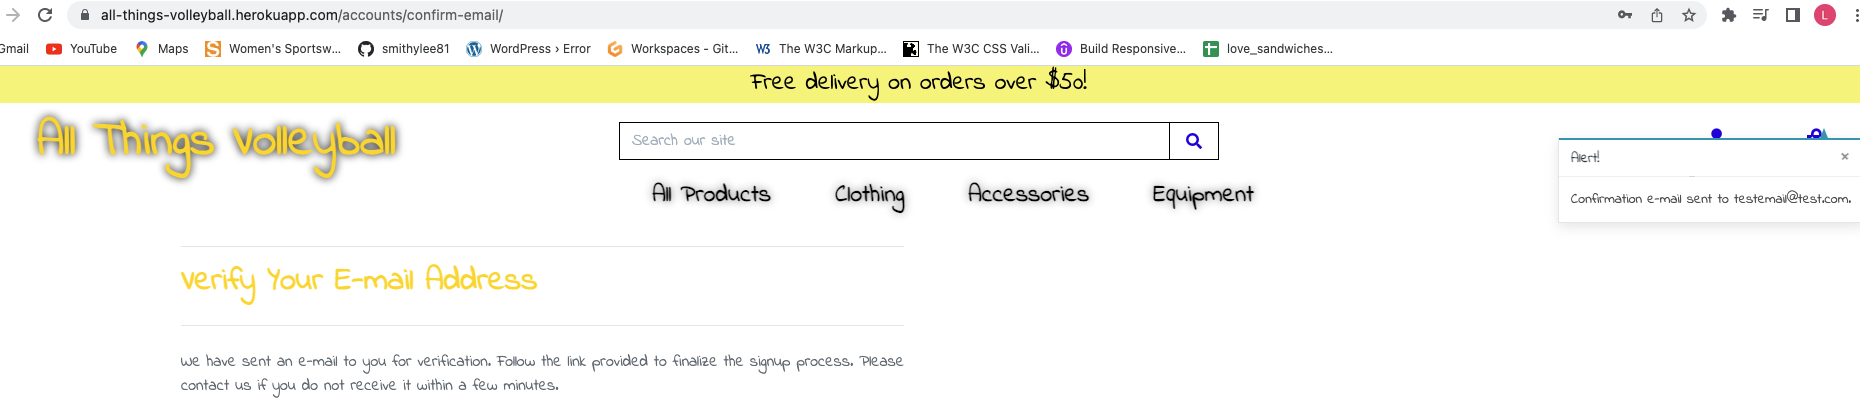 all-things-volleyball.herokuapp.com/accounts/confirm-email/
L
Gmail YouTube Maps Women's Sportsw... smithylee81 WordPress › Error Workspaces - Git... The W3C Markup... The W3C CSS Vali... Build Responsive... love_sandwiches...
Free delivery on orders over $50!
All Things Volleyball
Search our site
All Products Clothing Accessories Equipment
Alert! ×
Confirmation e-mail sent to testemail@test.com.
Verify Your E-mail Address
We have sent an e-mail to you for verification. Follow the link provided to finalize the signup process. Please
contact us if you do not receive it within a few minutes.